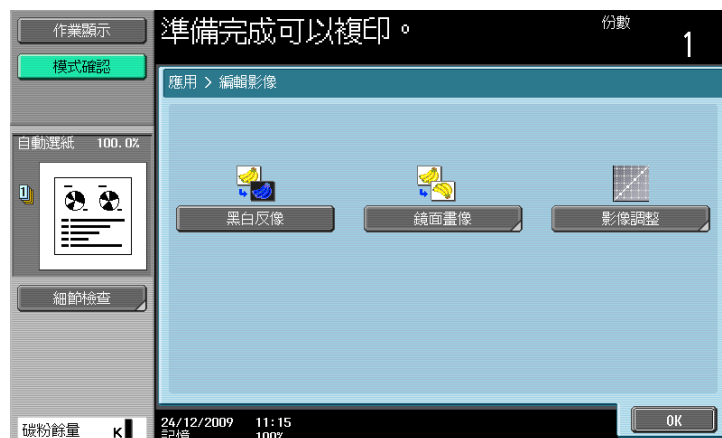 作業顯示
模式確認
準備完成可以複印。
份數
1
應用 > 編輯影像
自動選紙 100.0%
1
黑白反像
鏡面畫像
影像調整
細節檢查
碳粉餘量 K
24/12/2009 11:15
記憶 100%
OK